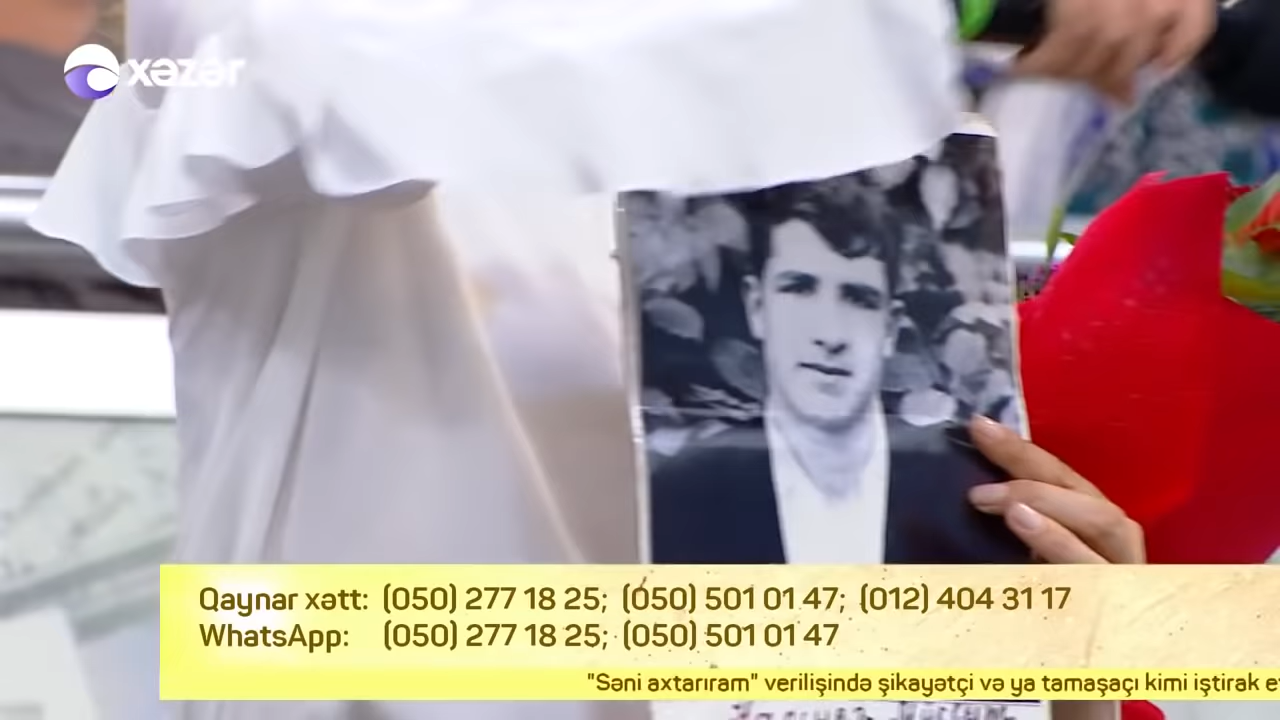 xəzər
Qaynar xətt: (050) 277 18 25; (050) 501 01 47; (012) 404 31 17
WhatsApp: (050) 277 18 25; (050) 501 01 47
"Səni axtarıram" verilişində şikayətçi və ya tamaşaçı kimi iştirak e